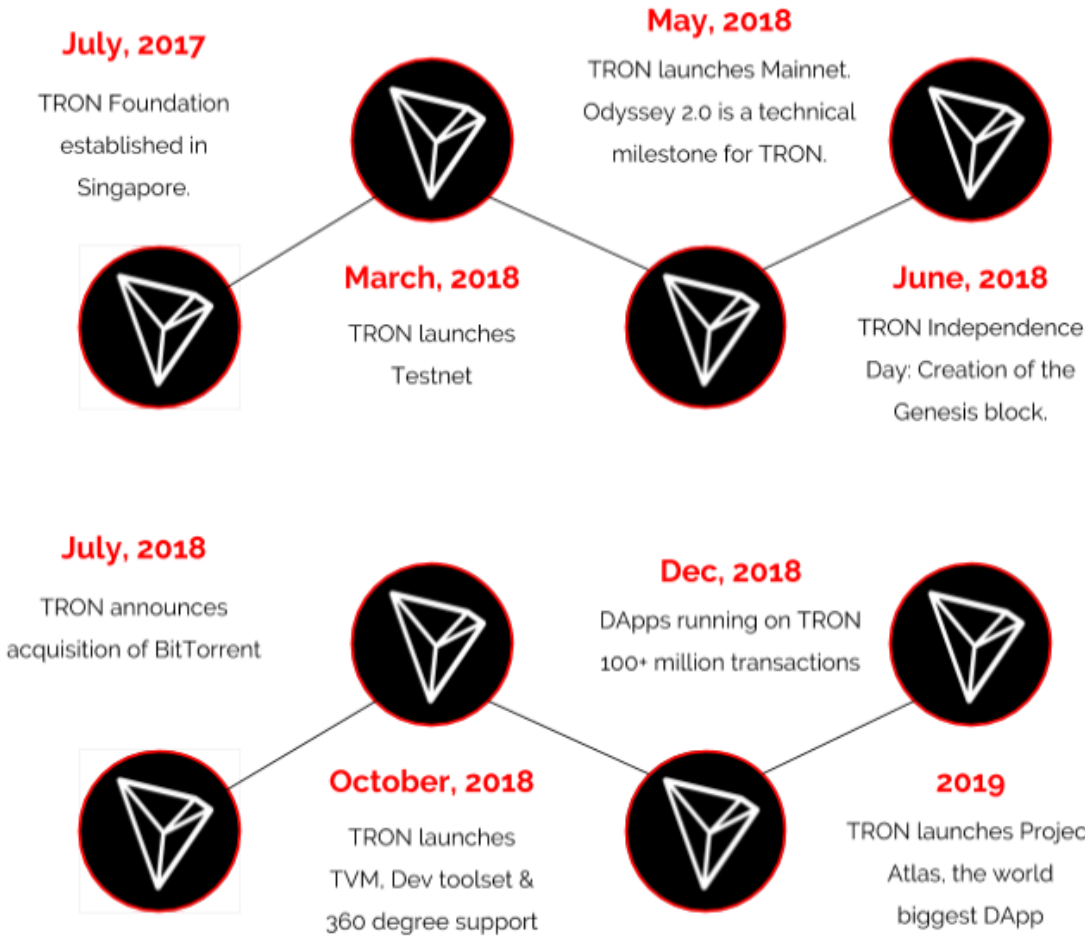 July, 2017
TRON Foundation
established in
Singapore.
March, 2018
TRON launches
Testnet
May, 2018
TRON launches Mainnet.
Odyssey 2.0 is a technical
milestone for TRON.
June, 2018
TRON Independence
Day: Creation of the
Genesis block.
July, 2018
TRON announces
acquisition of BitTorrent
October, 2018
TRON launches
TVM, Dev toolset &
360 degree support
Dec, 2018
DApps running on TRON
100+ million transactions
2019
TRON launches Projec
Atlas, the world
biggest DApp